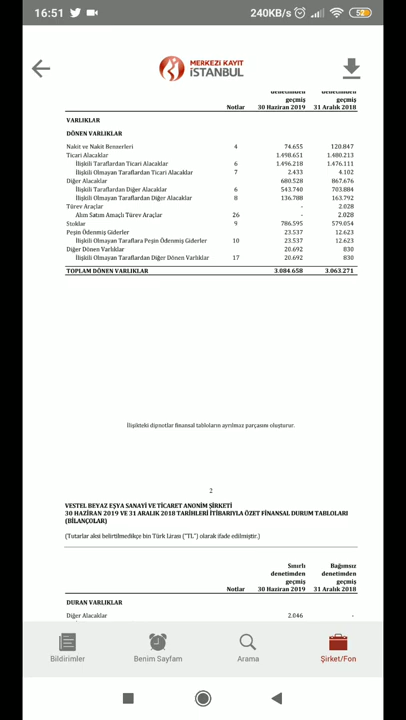 16:51 240KB/s 52
MERKEZİ KAYIT
İSTANBUL
denetimden denetimden
geçmiş geçmiş
Notlar 30 Haziran 2019 31 Aralık 2018
VARLIKLAR
DÖNEN VARLIKLAR
Nakit ve Nakit Benzerleri 4 74.655 120.847
Ticari Alacaklar 1.498.651 1.480.213
İlişkili Taraflardan Ticari Alacaklar 6 1.496.218 1.476.111
İlişkili Olmayan Taraflardan Ticari Alacaklar 7 2.433 4.102
Diğer Alacaklar 680.528 867.676
İlişkili Taraflardan Diğer Alacaklar 6 543.740 703.884
İlişkili Olmayan Taraflardan Diğer Alacaklar 8 136.788 163.792
Türev Araçlar - 2.028
Alım Satım Amaçlı Türev Araçlar 26 - 2.028
Stoklar 9 786.595 579.054
Peşin Ödenmiş Giderler 23.537 12.623
İlişkili Olmayan Taraflara Peşin Ödenmiş Giderler 10 23.537 12.623
Diğer Dönen Varlıklar 20.692 830
İlişkili Olmayan Taraflardan Diğer Dönen Varlıklar 17 20.692 830
TOPLAM DÖNEN VARLIKLAR 3.084.658 3.063.271
İlişikteki dipnotlar finansal tabloların ayrılmaz parçasını oluşturur.
2
VESTEL BEYAZ EŞYA SANAYİ VE TİCARET ANONİM ŞİRKETİ
30 HAZİRAN 2019 VE 31 ARALIK 2018 TARİHLERİ İTİBARIYLA ÖZET FİNANSAL DURUM TABLOLARI
(BİLANÇOLAR)
(Tutarlar aksi belirtilmedikçe bin Türk Lirası ("TL") olarak ifade edilmiştir.)
Sınırlı Bağımsız
denetimden denetimden
geçmiş geçmiş
Notlar 30 Haziran 2019 31 Aralık 2018
DURAN VARLIKLAR
Diğer Alacaklar 2.046 -
Bildirimler Benim Sayfam Arama Şirket/Fon